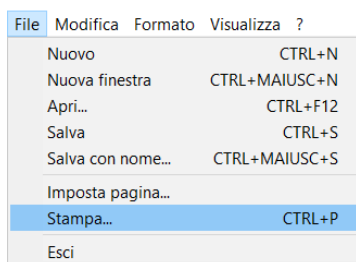 File Modifica Formato Visualizza ?
Nuovo CTRL+N
Nuova finestra CTRL+MAIUSC+N
Apri... CTRL+F12
Salva CTRL+S
Salva con nome... CTRL+MAIUSC+S
Imposta pagina...
Stampa... CTRL+P
Esci